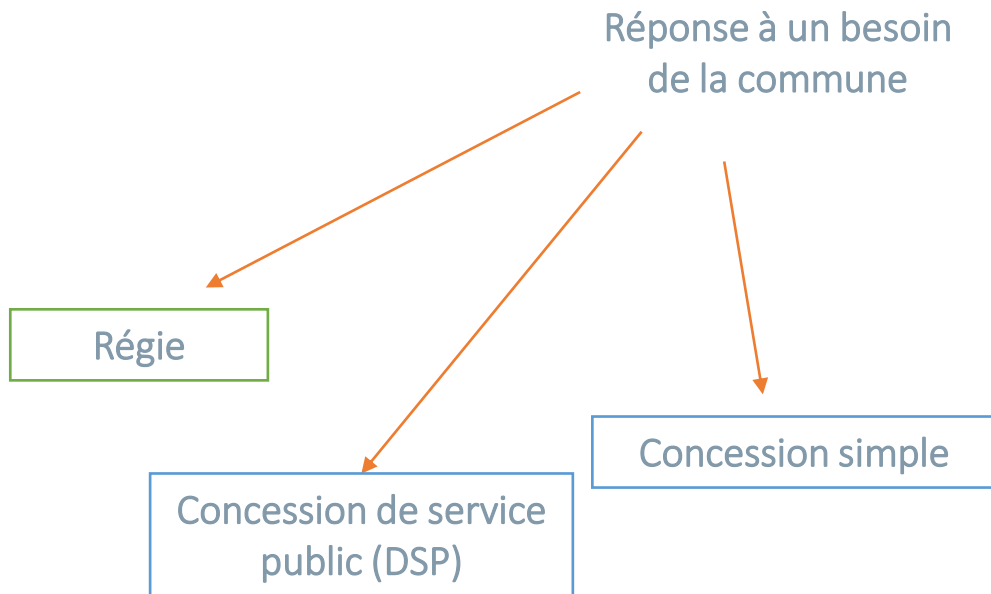 Réponse à un besoin
de la commune
Régie
Concession simple
Concession de service
public (DSP)